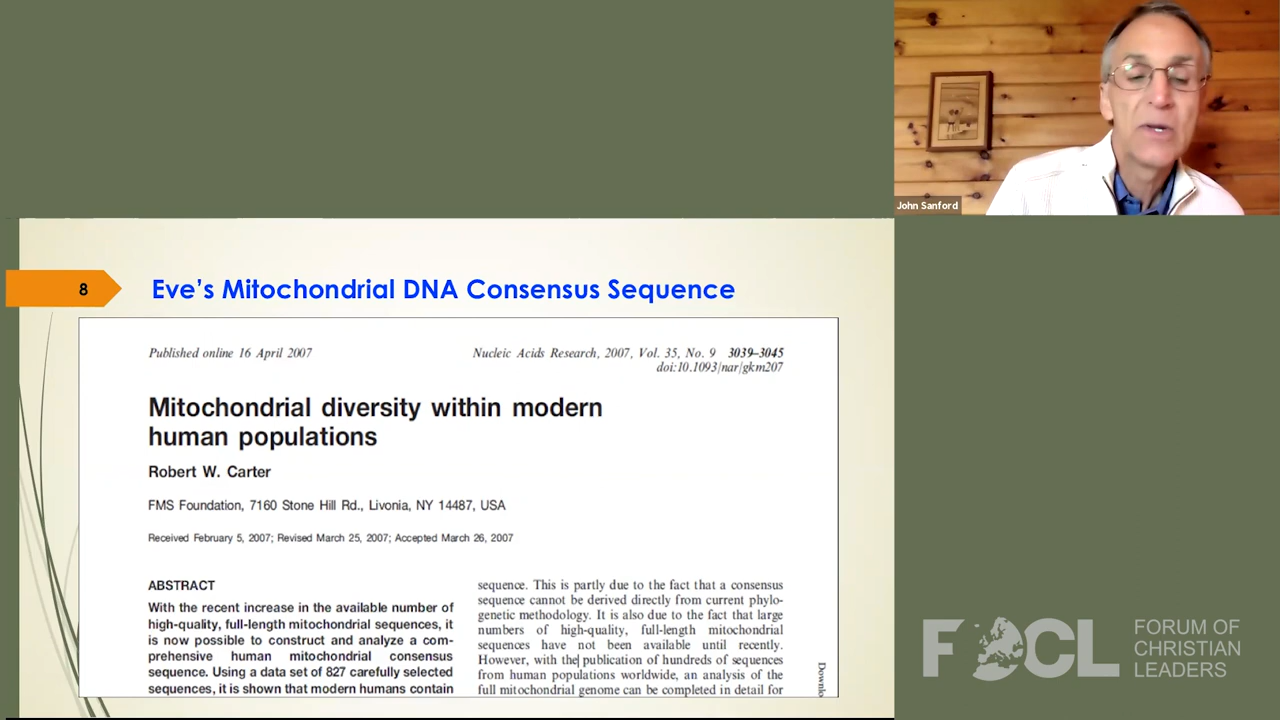 John Sanford
8
Eve's Mitochondrial DNA Consensus Sequence
Published online 16 April 2007
Nucleic Acids Research, 2007, Vol. 35, No. 9 3039–3045
doi:10.1093/nar/gkm207
Mitochondrial diversity within modern
human populations
Robert W. Carter
FMS Foundation, 7160 Stone Hill Rd., Livonia, NY 14487, USA
Received February 5, 2007; Revised March 25, 2007; Accepted March 26, 2007
ABSTRACT
With the recent increase in the available number of
high-quality, full-length mitochondrial sequences, it
is now possible to construct and analyze a com-
prehensive human mitochondrial consensus
sequence. Using a data set of 827 carefully selected
sequences, it is shown that modern humans contain
sequence. This is partly due to the fact that a consensus
sequence cannot be derived directly from current phylo-
genetic methodology. It is also due to the fact that large
numbers of high-quality, full-length mitochondrial
sequences have not been available until recently.
However, with the publication of hundreds of sequences
from human populations worldwide, an analysis of the
full mitochondrial genome can be completed in detail for
Downlo
FOCL
FORUM OF
CHRISTIAN
LEADERS